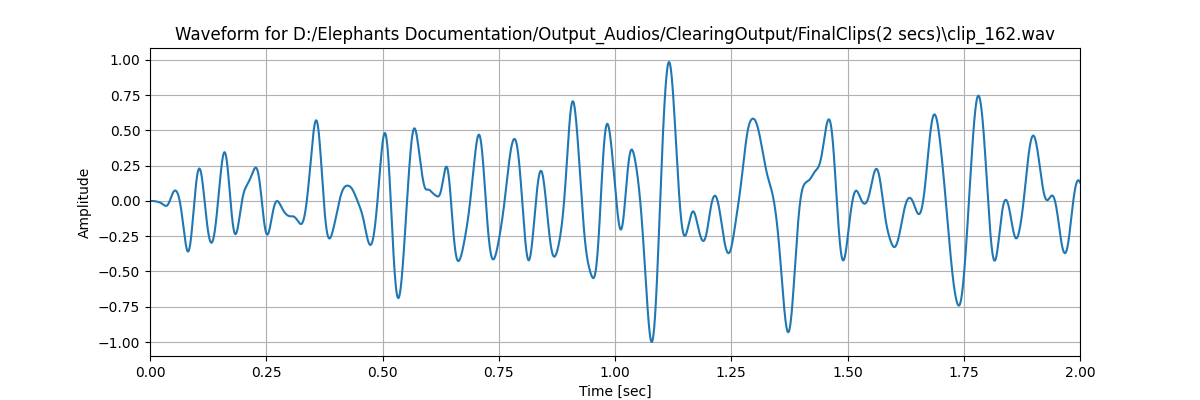 Waveform for D:/Elephants Documentation/Output_Audios/ClearingOutput/FinalClips(2 secs)\clip_162.wav
1.00
0.75
0.50
0.25
0.00
−0.25
−0.50
−0.75
−1.00
Amplitude
0.00 0.25 0.50 0.75 1.00 1.25 1.50 1.75 2.00
Time [sec]